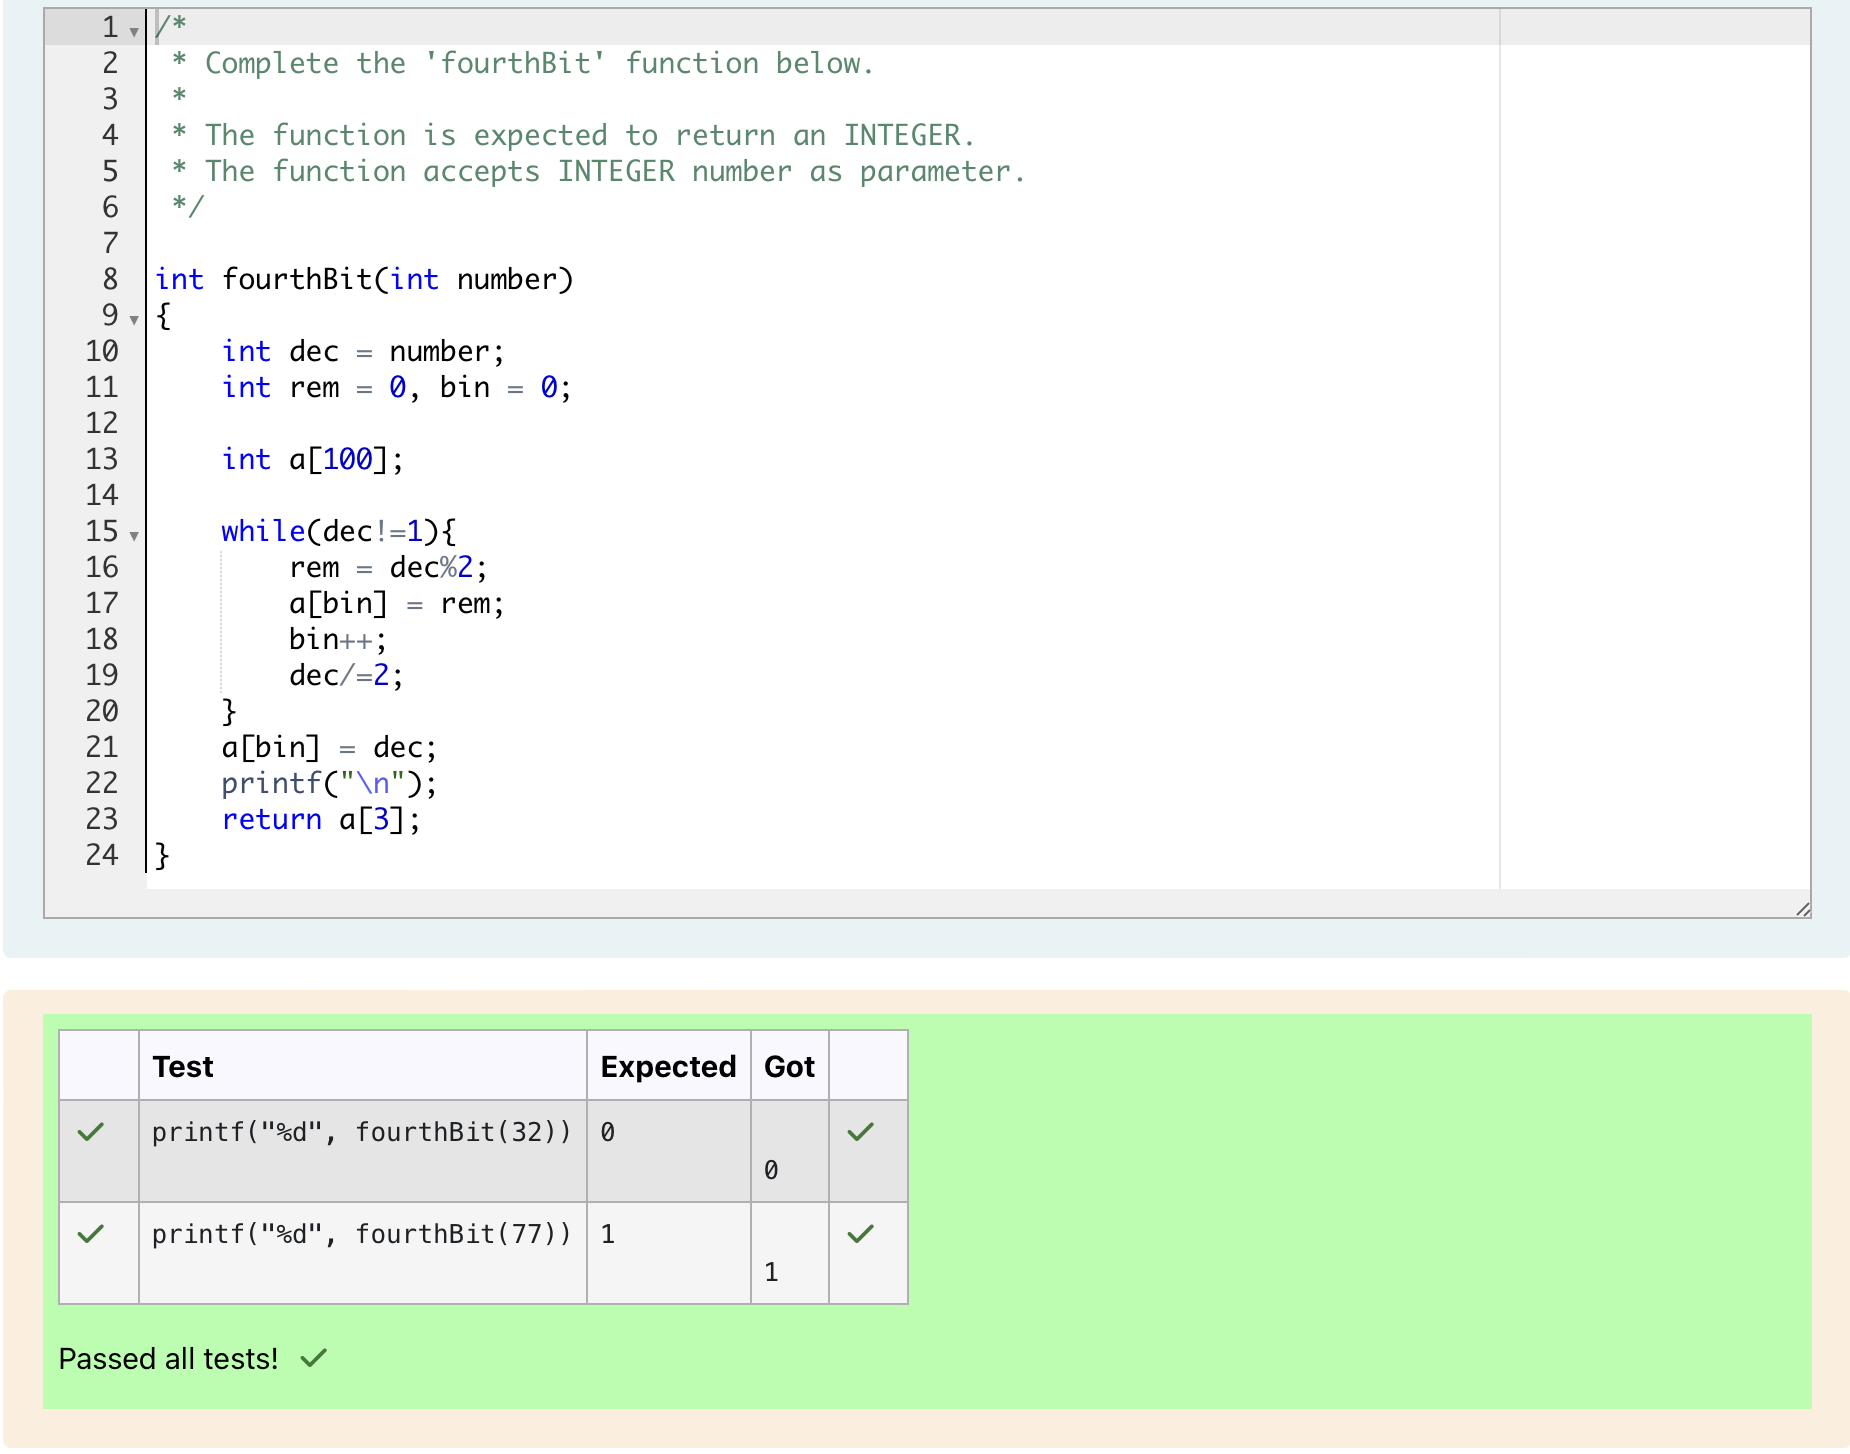 1 /*
2  * Complete the 'fourthBit' function below.
3  *
4  * The function is expected to return an INTEGER.
5  * The function accepts INTEGER number as parameter.
6  */
7
8 int fourthBit(int number)
9 {
10     int dec = number;
11     int rem = 0, bin = 0;
12
13     int a[100];
14
15     while(dec!=1){
16         rem = dec%2;
17         a[bin] = rem;
18         bin++;
19         dec/=2;
20     }
21     a[bin] = dec;
22     printf("\n");
23     return a[3];
24 }
Test Expected Got
printf("%d", fourthBit(32)) 0
0
printf("%d", fourthBit(77)) 1
1
Passed all tests!